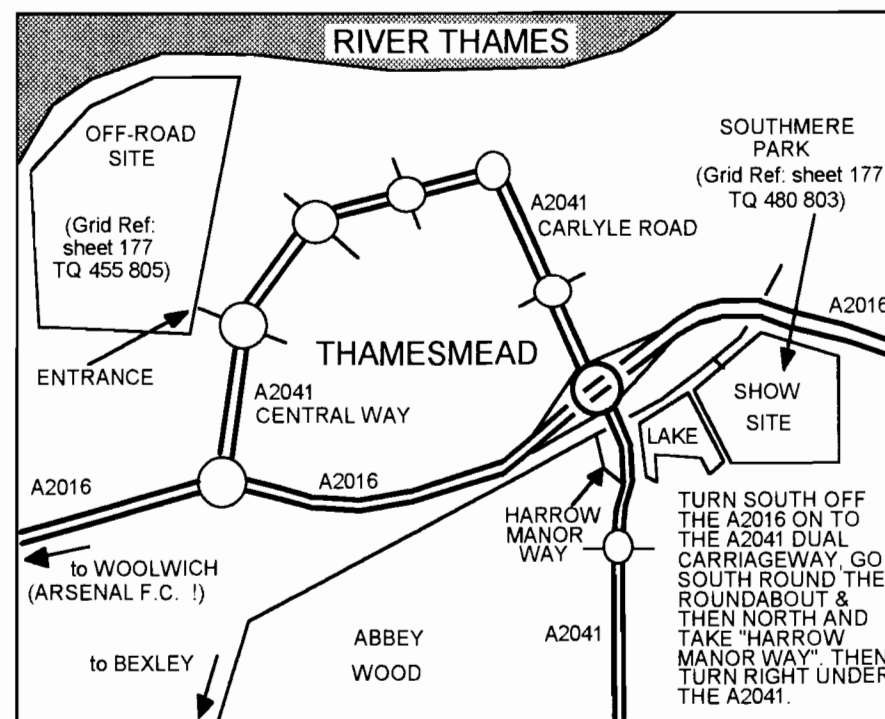 RIVER THAMES
OFF-ROAD
SITE
(Grid Ref:
sheet 177
TQ 455 805)
SOUTHMERE
PARK
(Grid Ref: sheet 177
TQ 480 803)
A2041
CARLYLE ROAD
A2016
ENTRANCE
THAMESMEAD
A2041
CENTRAL WAY
SHOW
SITE
LAKE
A2016
A2016
HARROW
MANOR
WAY
to WOOLWICH
(ARSENAL F.C. !)
TURN SOUTH OFF
THE A2016 ON TO
THE A2041 DUAL
CARRIAGEWAY, GO
SOUTH ROUND THE
ROUNDABOUT &
THEN NORTH AND
TAKE "HARROW
MANOR WAY". THEN
TURN RIGHT UNDER
THE A2041.
ABBEY
WOOD
A2041
to BEXLEY